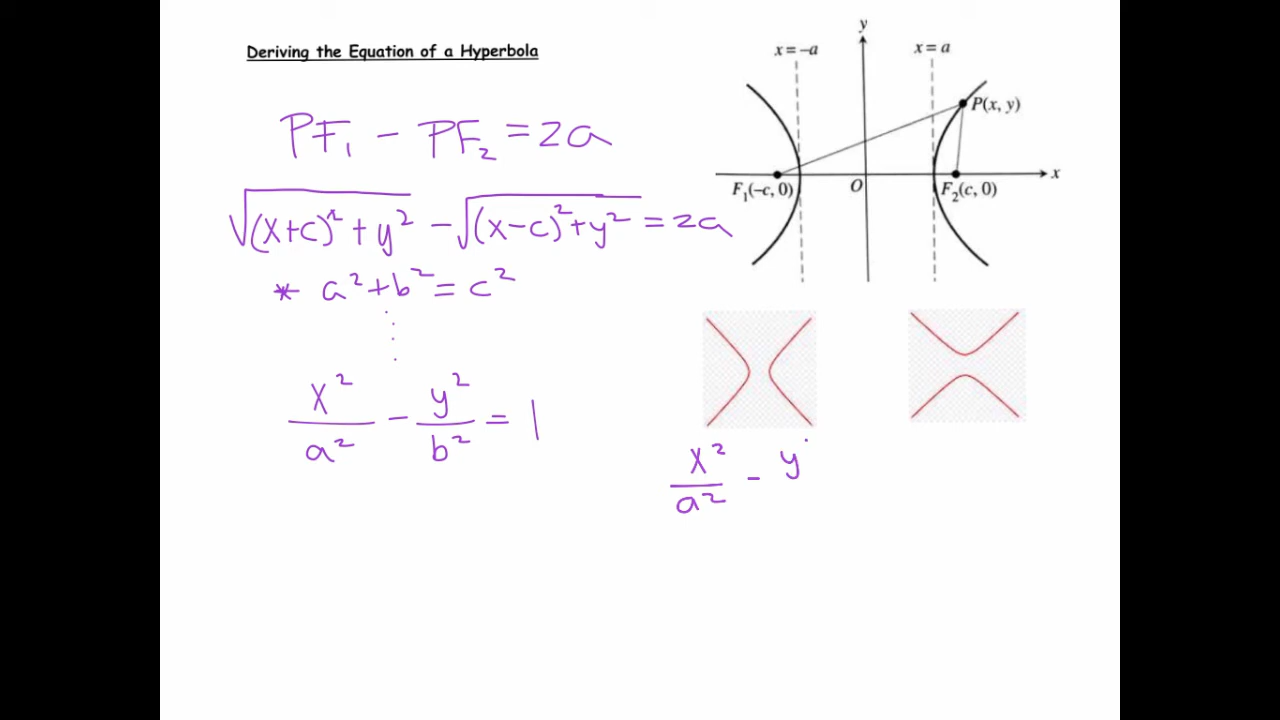 Deriving the Equation of a Hyperbola
PF₁ − PF₂ = 2a
√((x+c)² + y²) − √((x−c)² + y²) = 2a
* a² + b² = c²
x²/a² − y²/b² = 1
y
x = −a
x = a
P(x, y)
x
F₁(−c, 0)
O
F₂(c, 0)
x²/a² − y